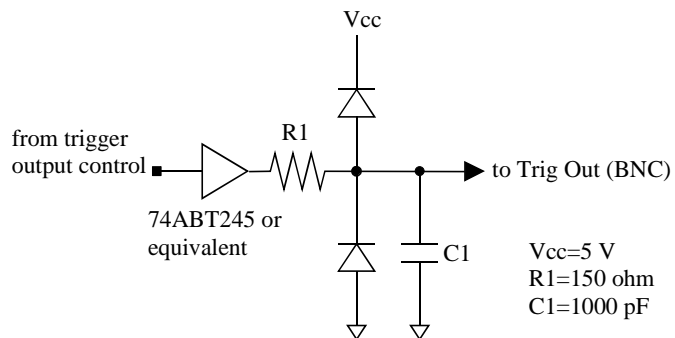 Vcc
R1
from trigger
output control
to Trig Out (BNC)
74ABT245 or
equivalent
C1
Vcc=5 V
R1=150 ohm
C1=1000 pF